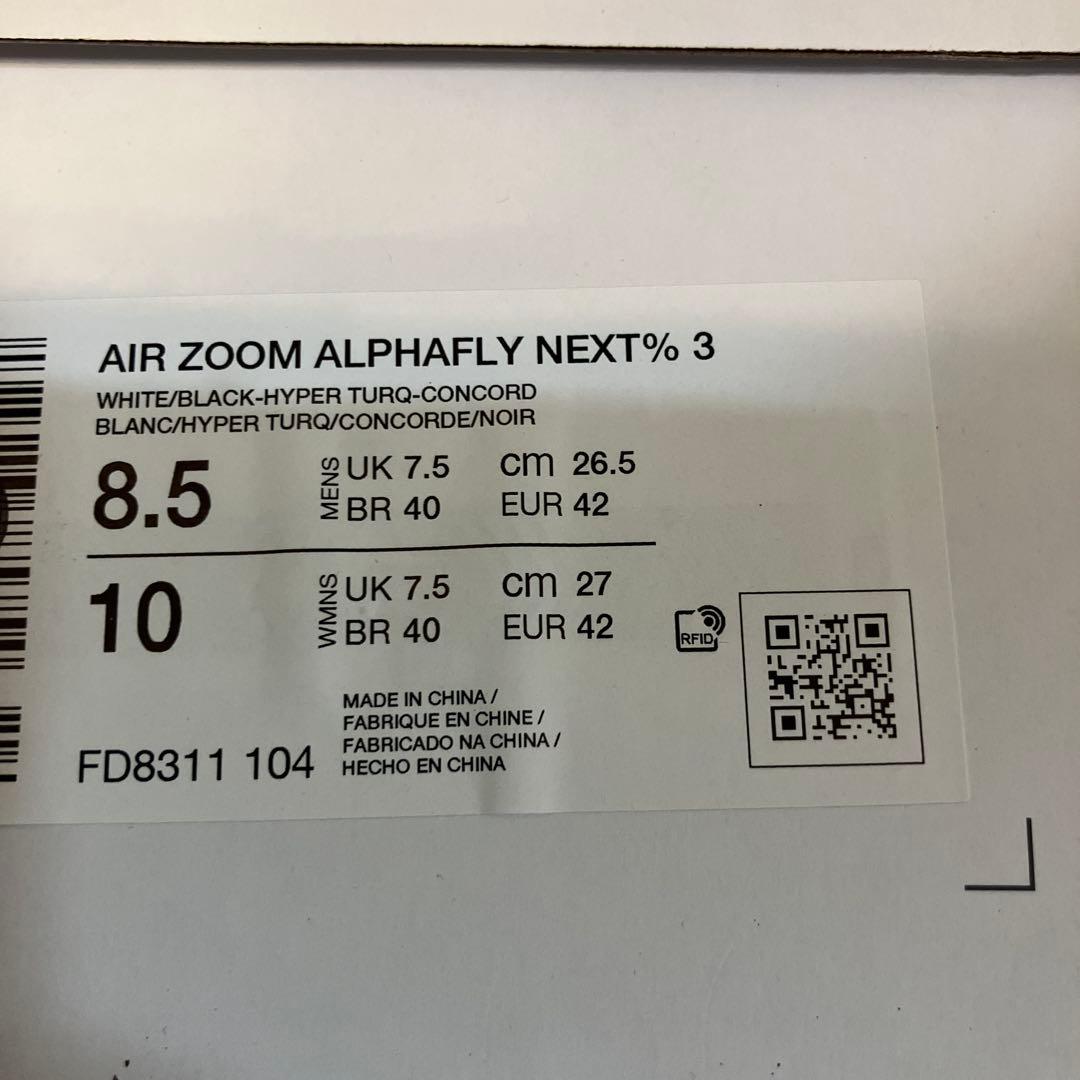 AIR ZOOM ALPHAFLY NEXT% 3
WHITE/BLACK-HYPER TURQ-CONCORD
BLANC/HYPER TURQ/CONCORDE/NOIR
8.5 MENS UK 7.5 cm 26.5
BR 40 EUR 42
10 WMNS UK 7.5 cm 27
BR 40 EUR 42
RFID
MADE IN CHINA /
FABRIQUE EN CHINE /
FABRICADO NA CHINA /
HECHO EN CHINA
FD8311 104